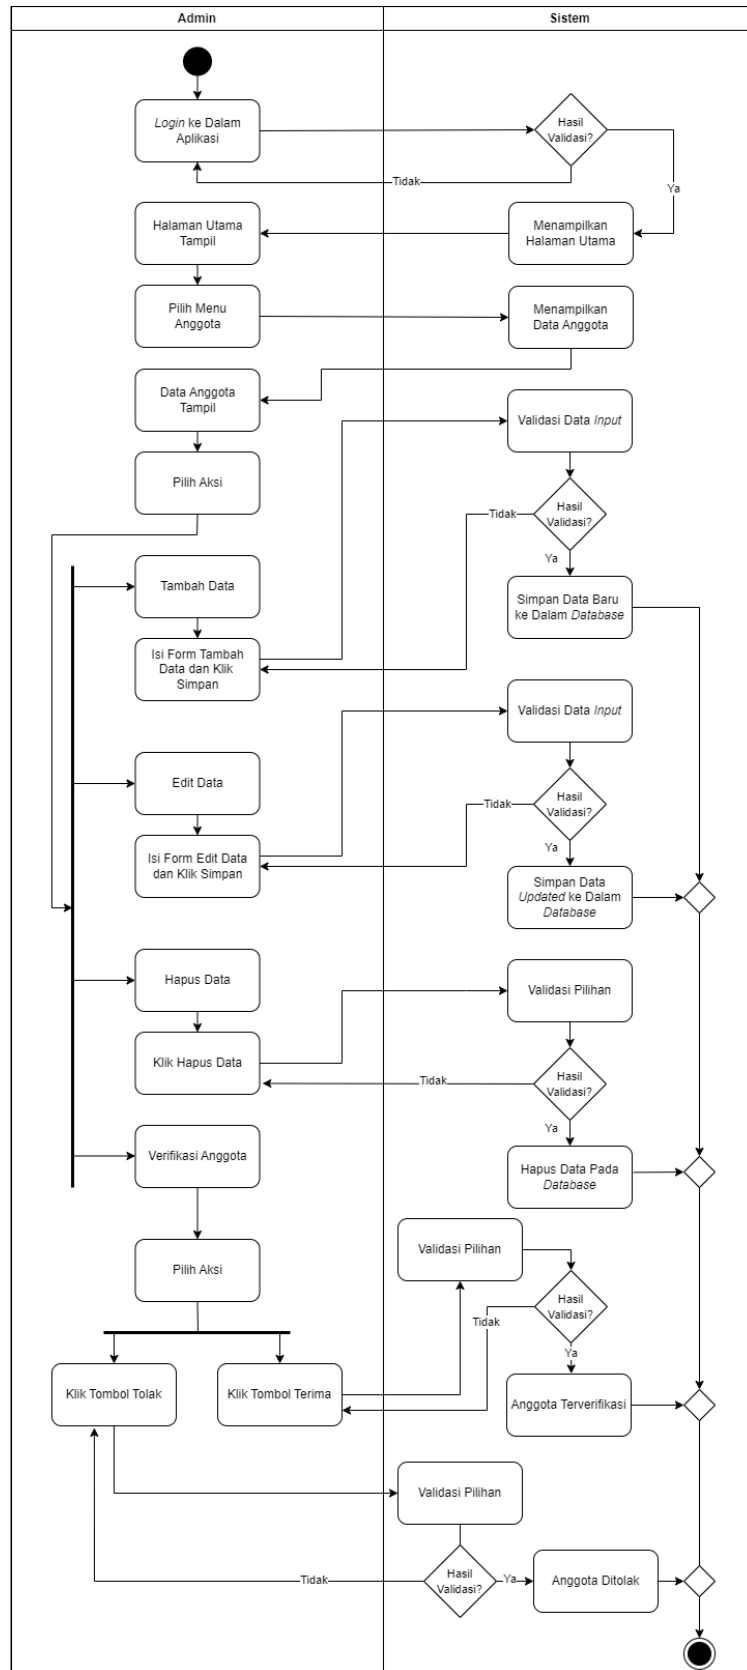 Admin
Sistem
Login ke Dalam
Aplikasi
Hasil
Validasi?
Tidak
Ya
Halaman Utama
Tampil
Menampilkan
Halaman Utama
Pilih Menu
Anggota
Menampilkan
Data Anggota
Data Anggota
Tampil
Validasi Data Input
Pilih Aksi
Hasil
Validasi?
Tidak
Ya
Tambah Data
Simpan Data Baru
ke Dalam Database
Isi Form Tambah
Data dan Klik
Simpan
Validasi Data Input
Edit Data
Hasil
Validasi?
Tidak
Ya
Isi Form Edit Data
dan Klik Simpan
Simpan Data
Updated ke Dalam
Database
Hapus Data
Validasi Pilihan
Klik Hapus Data
Hasil
Validasi?
Tidak
Ya
Verifikasi Anggota
Hapus Data Pada
Database
Pilih Aksi
Validasi Pilihan
Hasil
Validasi?
Tidak
Ya
Klik Tombol Tolak
Klik Tombol Terima
Anggota Terverifikasi
Validasi Pilihan
Hasil
Validasi?
Tidak
Ya
Anggota Ditolak